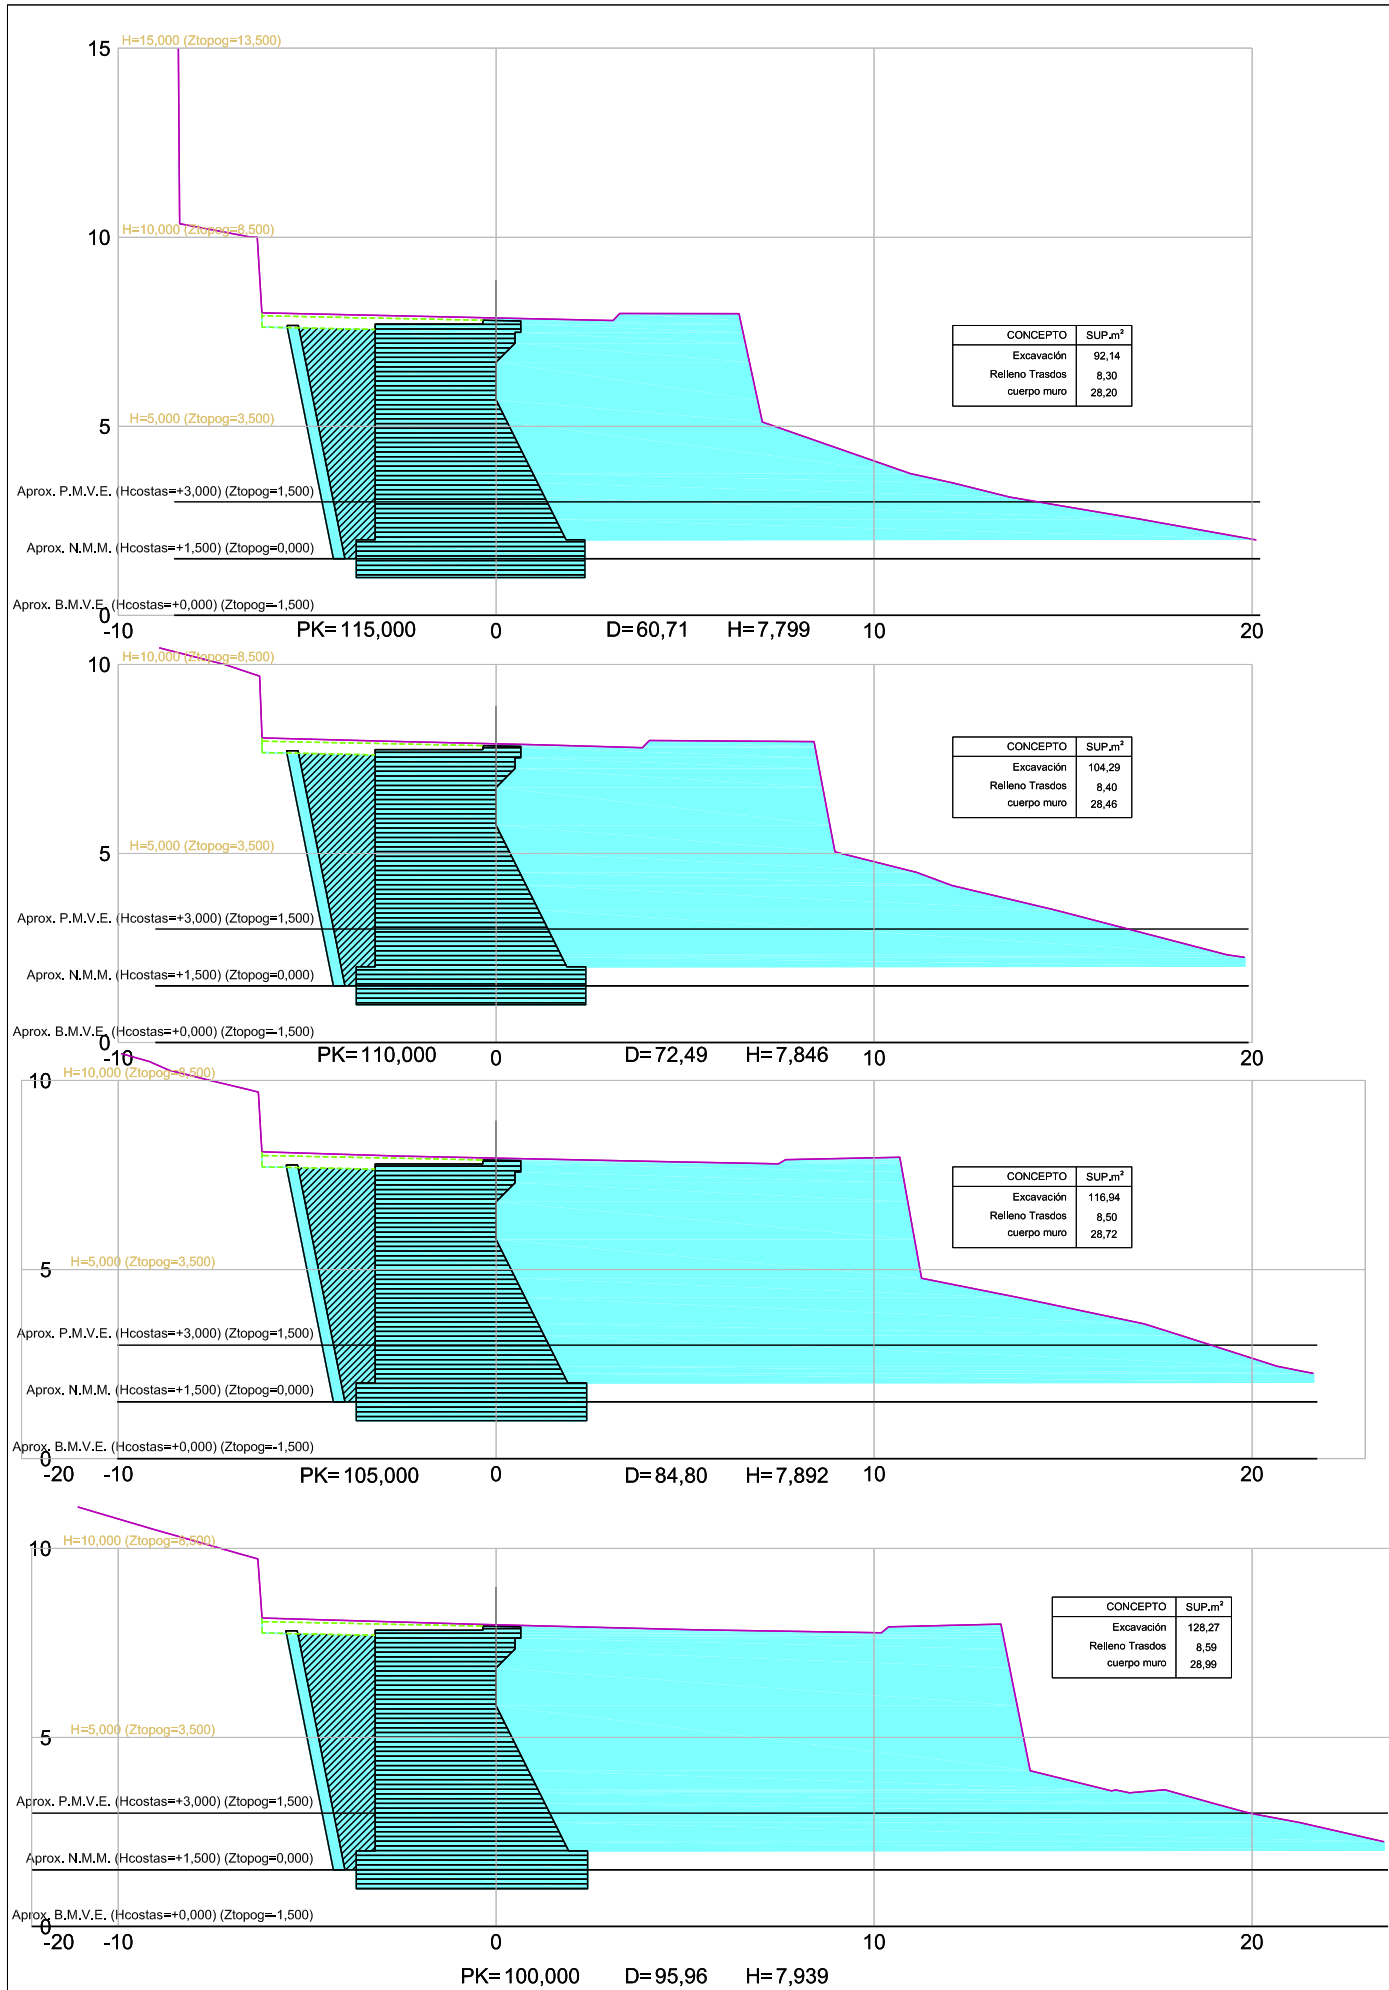 15
H=15,000 (Ztopog=13,500)
10
H=10,000 (Ztopog=8,500)
CONCEPTO SUP.m²
Excavación 92,14
Relleno Trasdos 8,30
cuerpo muro 28,20
5
H=5,000 (Ztopog=3,500)
Aprox. P.M.V.E. (Hcostas=+3,000) (Ztopog=1,500)
Aprox. N.M.M. (Hcostas=+1,500) (Ztopog=0,000)
Aprox. B.M.V.E. (Hcostas=+0,000) (Ztopog=-1,500)
0
-10 0 10 20
PK=115,000 D=60,71 H=7,799
10
H=10,000 (Ztopog=8,500)
CONCEPTO SUP.m²
Excavación 104,29
Relleno Trasdos 8,40
cuerpo muro 28,46
5
H=5,000 (Ztopog=3,500)
Aprox. P.M.V.E. (Hcostas=+3,000) (Ztopog=1,500)
Aprox. N.M.M. (Hcostas=+1,500) (Ztopog=0,000)
Aprox. B.M.V.E. (Hcostas=+0,000) (Ztopog=-1,500)
0
-10 0 10 20
PK=110,000 D=72,49 H=7,846
10
H=10,000 (Ztopog=8,500)
CONCEPTO SUP.m²
Excavación 116,94
Relleno Trasdos 8,50
cuerpo muro 28,72
5
H=5,000 (Ztopog=3,500)
Aprox. P.M.V.E. (Hcostas=+3,000) (Ztopog=1,500)
Aprox. N.M.M. (Hcostas=+1,500) (Ztopog=0,000)
Aprox. B.M.V.E. (Hcostas=+0,000) (Ztopog=-1,500)
0
-20 -10 0 10 20
PK=105,000 D=84,80 H=7,892
10
H=10,000 (Ztopog=8,500)
CONCEPTO SUP.m²
Excavación 128,27
Relleno Trasdos 8,59
cuerpo muro 28,99
5
H=5,000 (Ztopog=3,500)
Aprox. P.M.V.E. (Hcostas=+3,000) (Ztopog=1,500)
Aprox. N.M.M. (Hcostas=+1,500) (Ztopog=0,000)
Aprox. B.M.V.E. (Hcostas=+0,000) (Ztopog=-1,500)
0
-20 -10 0 10 20
PK=100,000 D=95,96 H=7,939